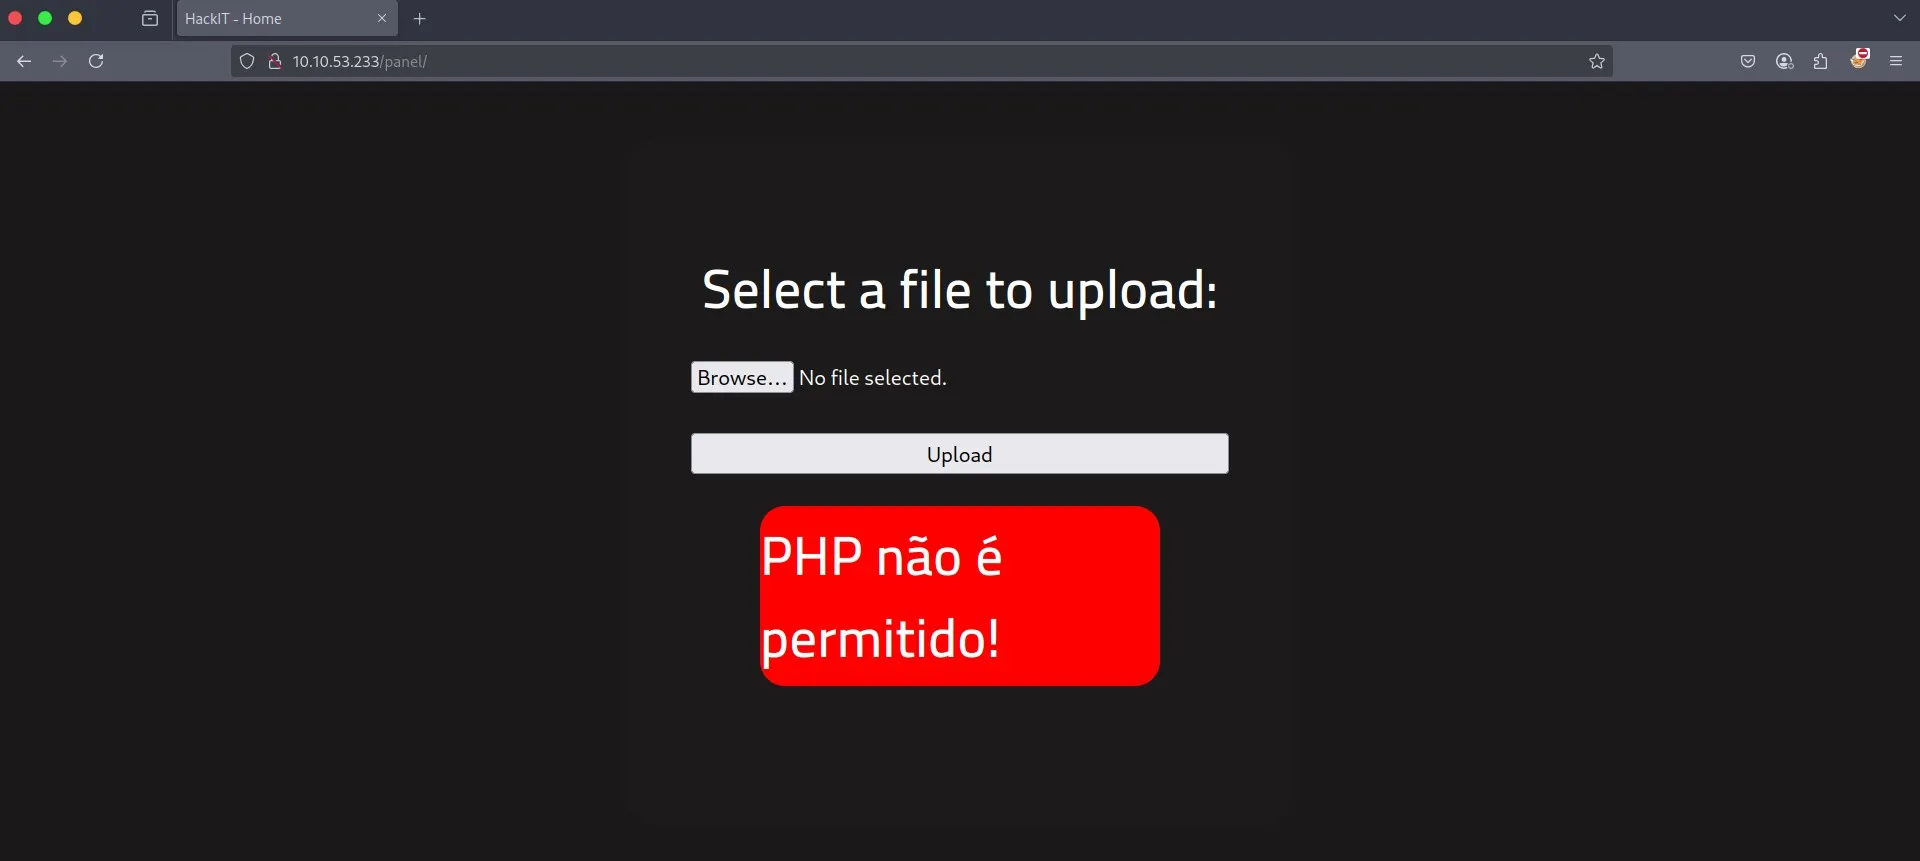 HackIT - Home
10.10.53.233/panel/
Select a file to upload:
Browse... No file selected.
Upload
PHP não é
permitido!